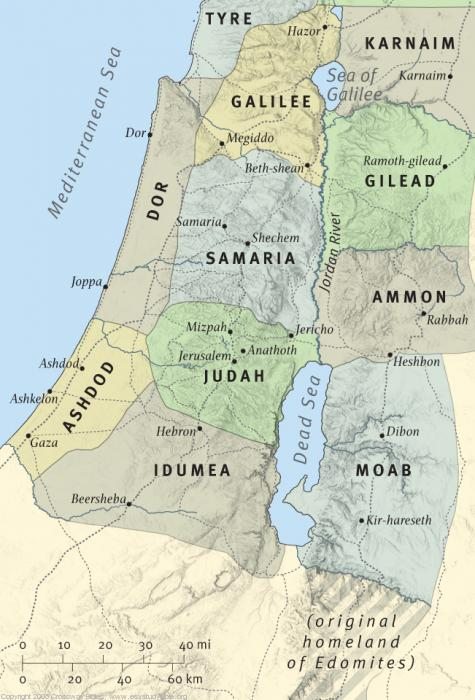 TYRE
Hazor
KARNAIM
Karnaim
Sea of
Galilee
GALILEE
Mediterranean Sea
Dor
Megiddo
Beth-shean
Ramoth-gilead
GILEAD
DOR
Samaria
Shechem
SAMARIA
Jordan River
Joppa
AMMON
Rabbah
Mizpah
Jericho
Jerusalem
Anathoth
JUDAH
Heshbon
Ashdod
ASHDOD
Ashkelon
Gaza
Hebron
Dead Sea
Dibon
IDUMEA
MOAB
Beersheba
Kir-hareseth
(original
homeland
of Edomites)
0 10 20 30 40 mi
0 20 40 60 km